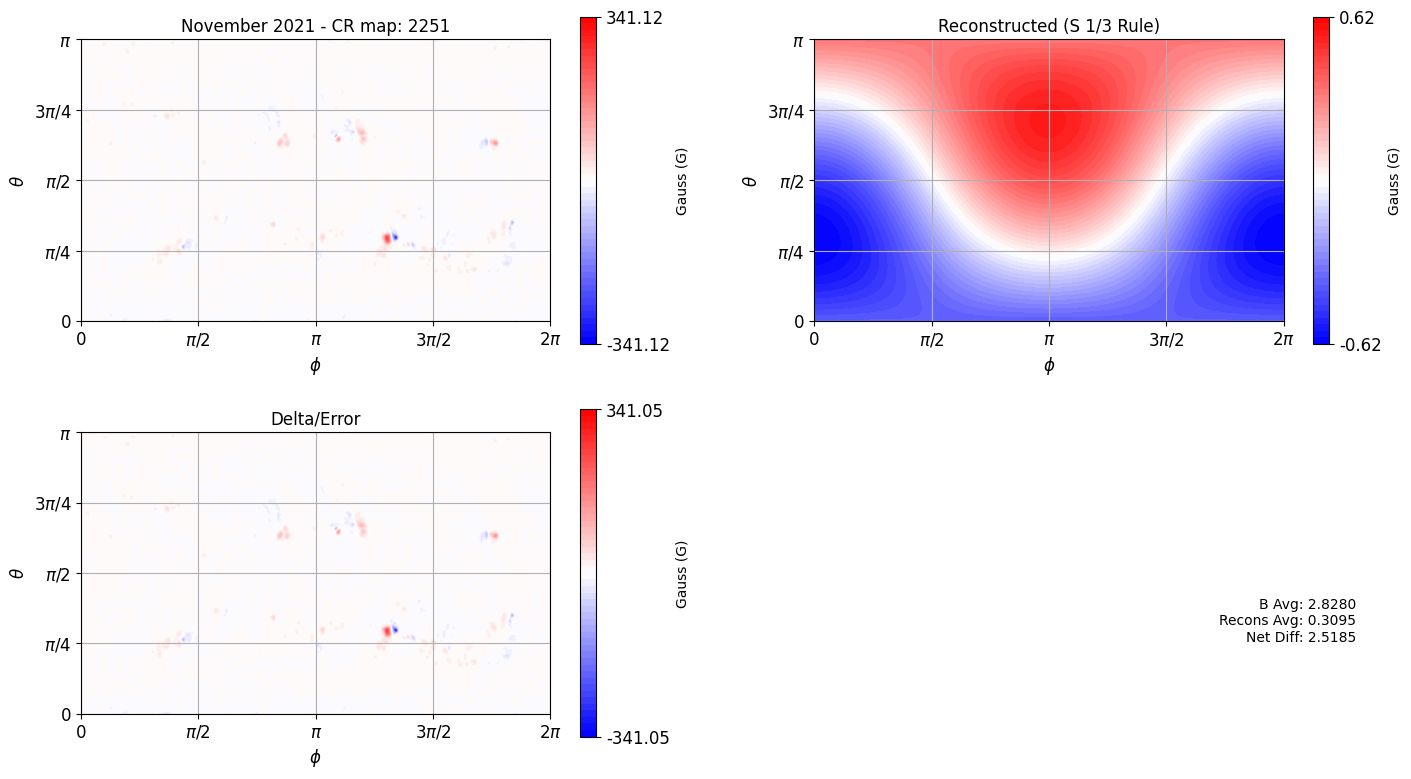 November 2021 - CR map: 2251
341.12
π
3π/4
π/2
π/4
0
θ
0
π/2
π
3π/2
2π
ϕ
-341.12
Gauss (G)
Reconstructed (S 1/3 Rule)
0.62
π
3π/4
π/2
π/4
0
θ
0
π/2
π
3π/2
2π
ϕ
-0.62
Gauss (G)
Delta/Error
341.05
π
3π/4
π/2
π/4
0
θ
0
π/2
π
3π/2
2π
ϕ
-341.05
Gauss (G)
B Avg: 2.8280
Recons Avg: 0.3095
Net Diff: 2.5185